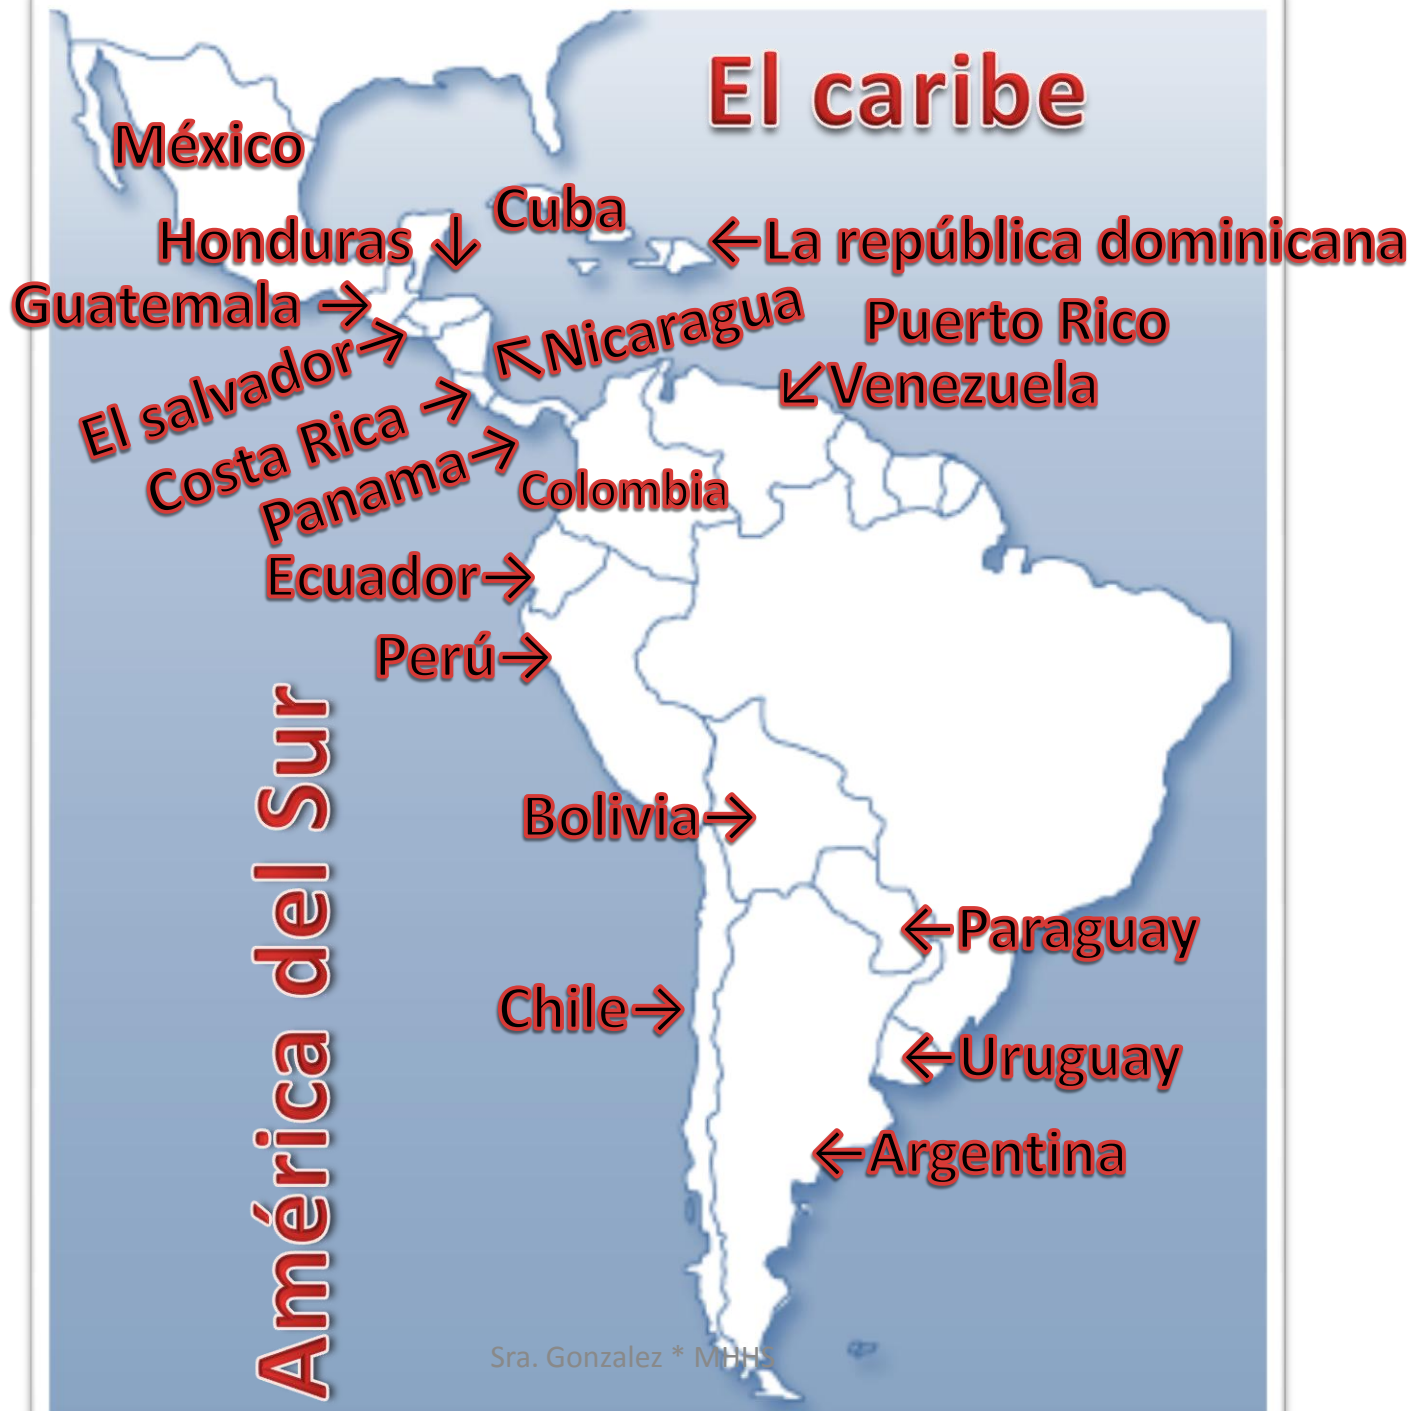 El caribe
México
Cuba
Honduras ↓
←La república dominicana
Guatemala →
↖Nicaragua
Puerto Rico
El salvador→
↙Venezuela
Costa Rica →
Panama→
Colombia
Ecuador→
Perú→
América del Sur
Bolivia→
←Paraguay
Chile→
←Uruguay
←Argentina
Sra. Gonzalez * MHHS